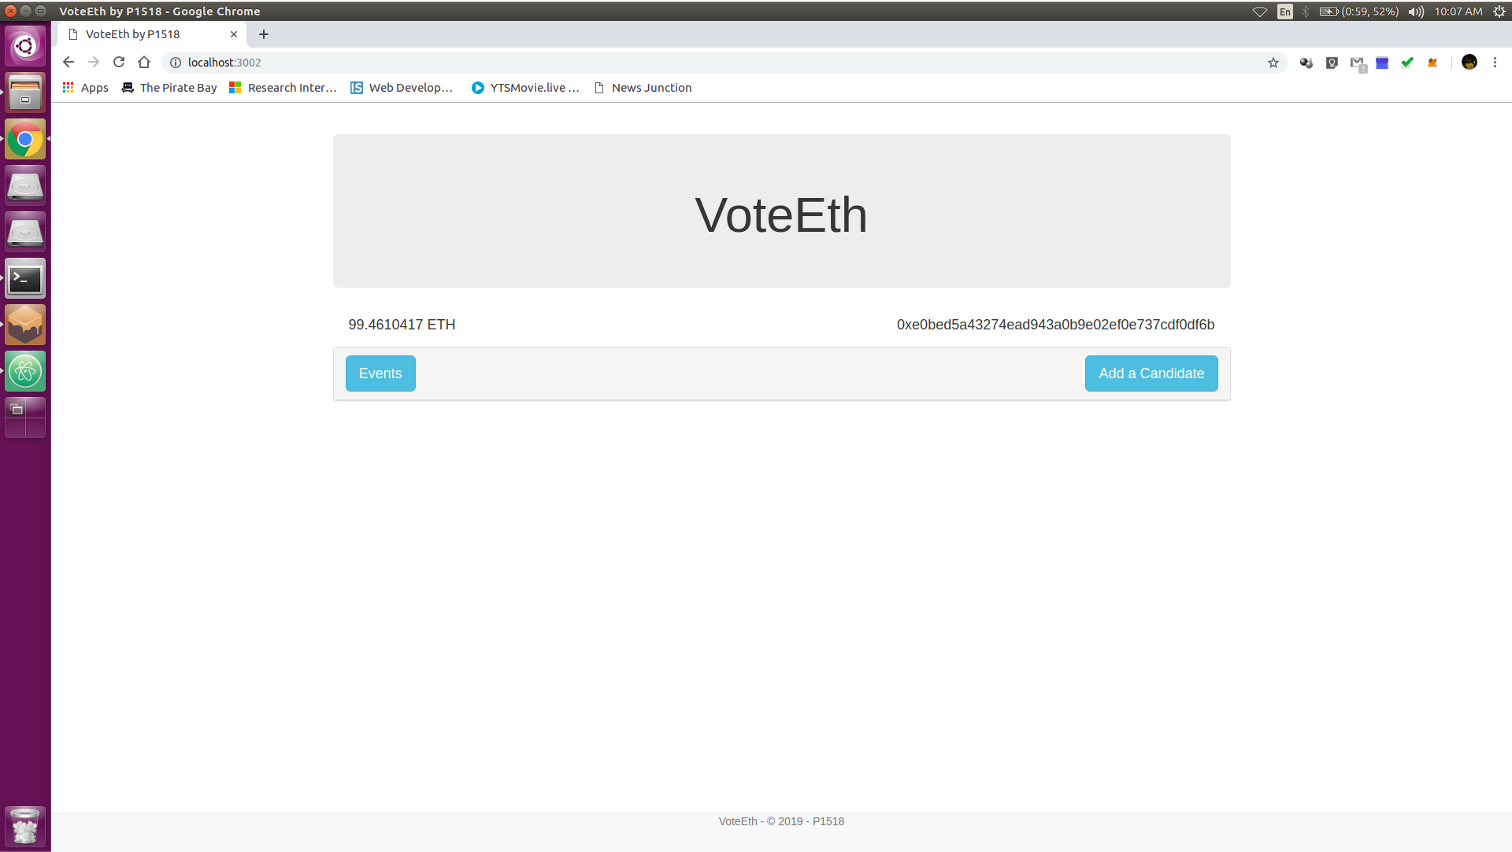 VoteEth by P1518 - Google Chrome
En
(0:59, 52%)
10:07 AM
VoteEth by P1518
localhost:3002
7
Apps
The Pirate Bay
Research Inter...
Web Develop...
YTSMovie.live ...
News Junction
VoteEth
99.4610417 ETH
0xe0bed5a43274ead943a0b9e02ef0e737cdf0df6b
Events
Add a Candidate
VoteEth - © 2019 - P1518